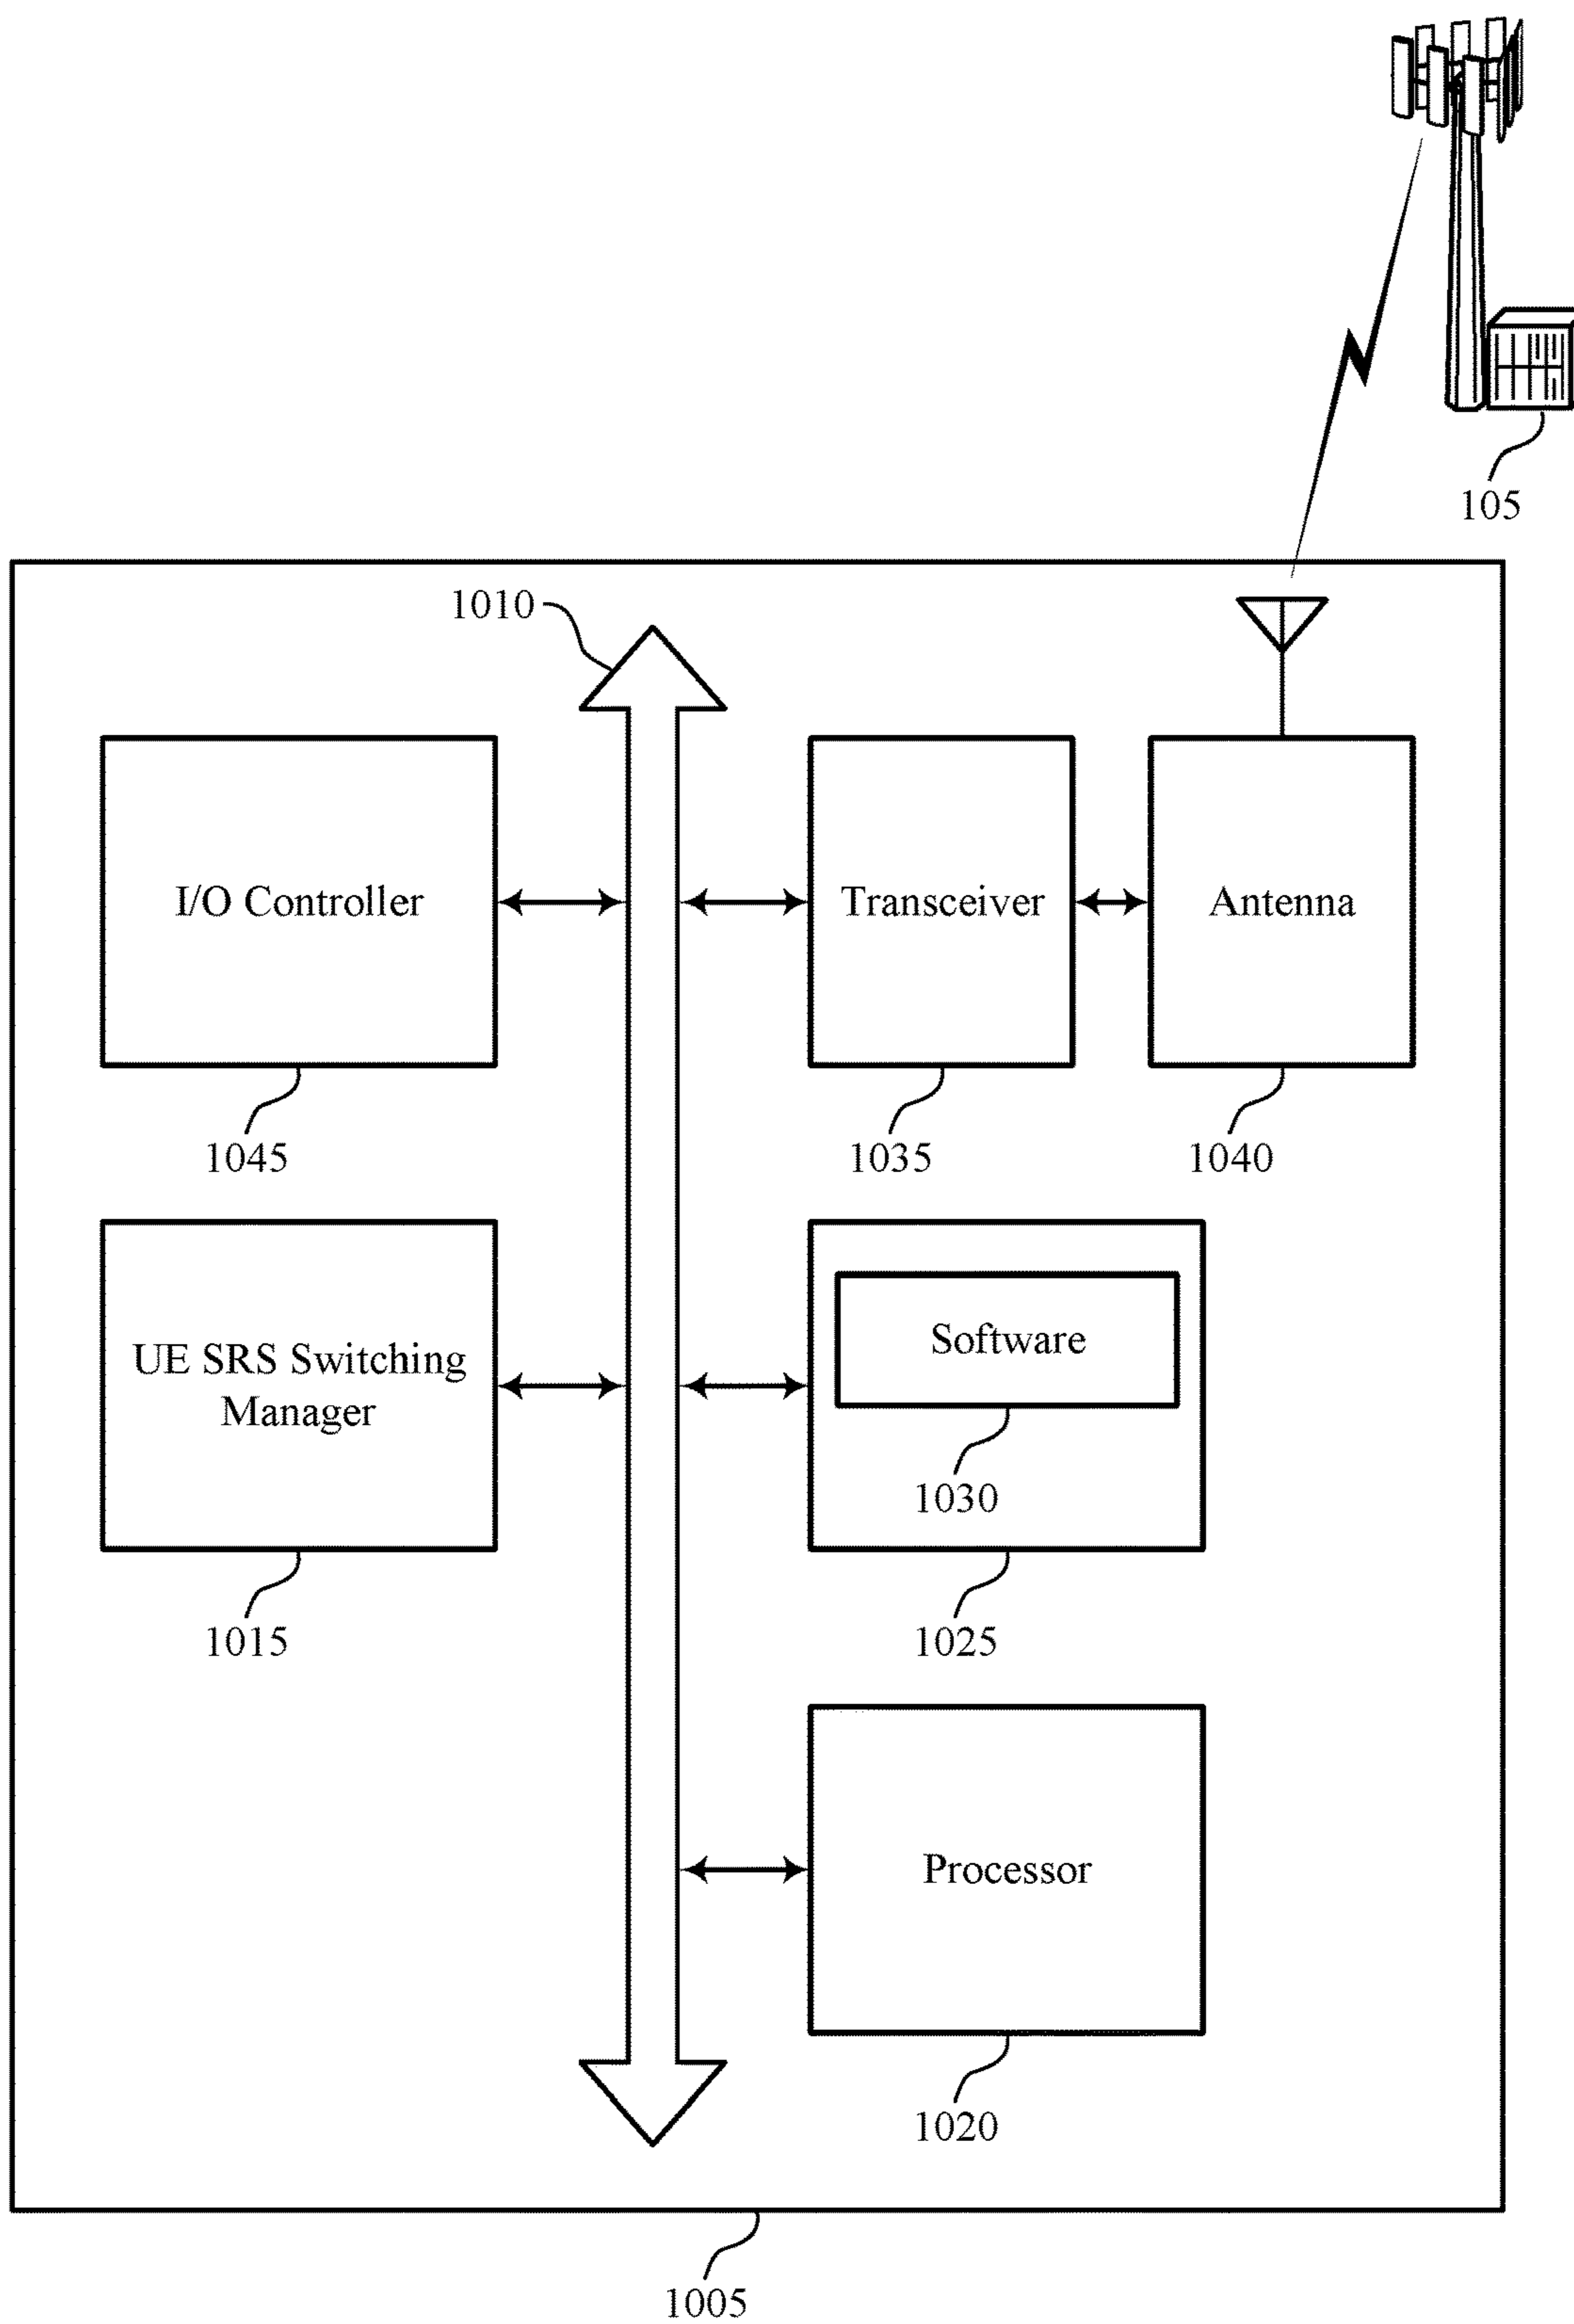 105
1010
I/O Controller
Transceiver
Antenna
1045
1035
1040
UE SRS Switching
Manager
Software
1030
1015
1025
Processor
1020
1005